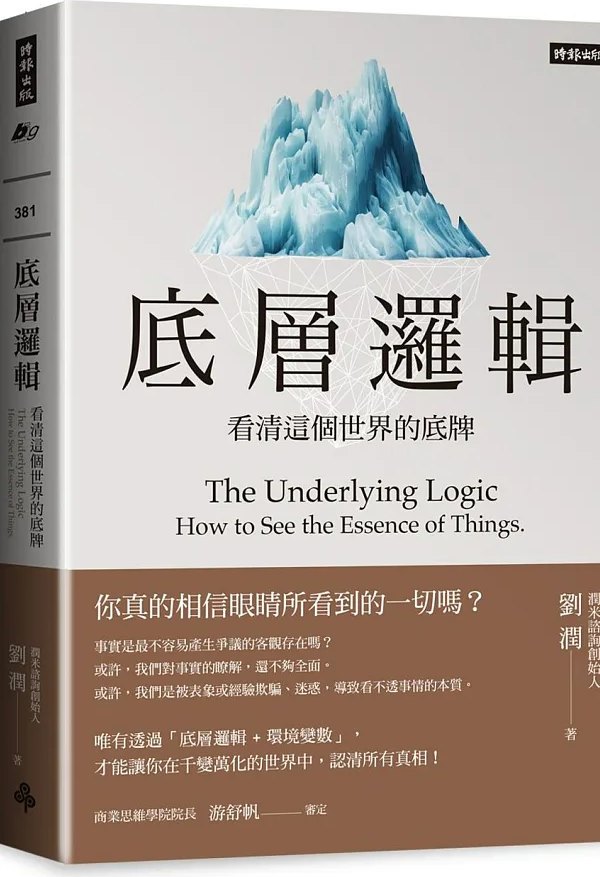 時報出版
big
381
底層邏輯
看清這個世界的底牌
The Underlying Logic
How to See the Essence of Things.
潤米諮詢創始人
劉潤
著
時報出版
底層邏輯
看清這個世界的底牌
The Underlying Logic
How to See the Essence of Things.
你真的相信眼睛所看到的一切嗎？
事實是最不容易產生爭議的客觀存在嗎？
或許，我們對事實的瞭解，還不夠全面。
或許，我們是被表象或經驗欺騙、迷惑，導致看不透事情的本質。
唯有透過「底層邏輯 + 環境變數」，
才能讓你在千變萬化的世界中，認清所有真相！
商業思維學院院長 游舒帆——審定
潤米諮詢創始人
劉潤——著